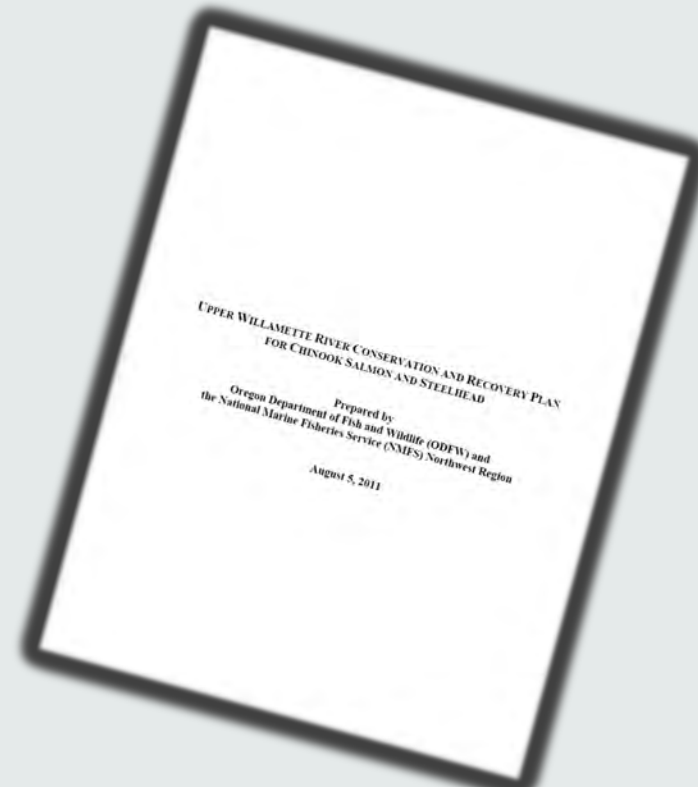 UPPER WILLAMETTE RIVER CONSERVATION AND RECOVERY PLAN
FOR CHINOOK SALMON AND STEELHEAD
Prepared by
Oregon Department of Fish and Wildlife (ODFW) and
the National Marine Fisheries Service (NMFS) Northwest Region
August 5, 2011